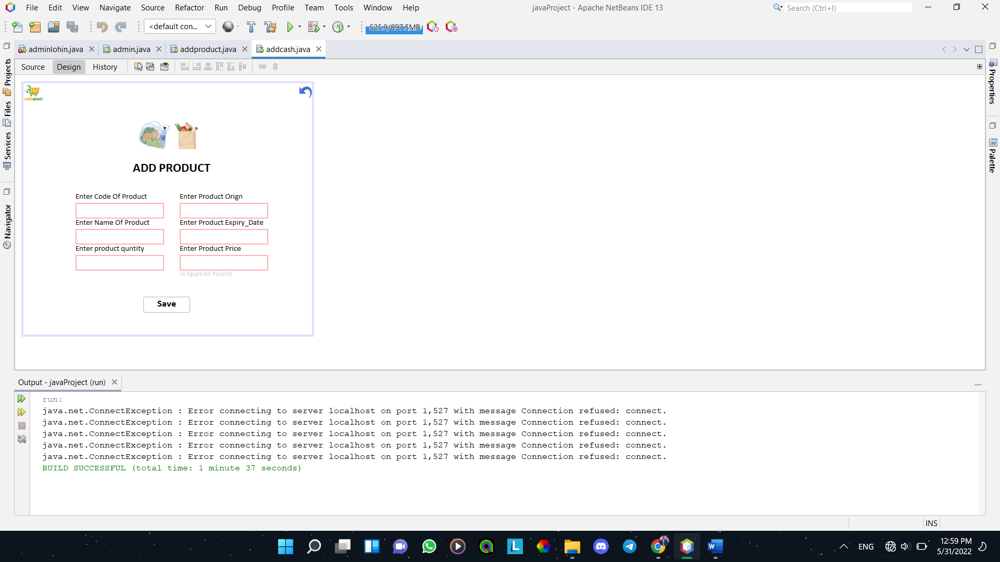 File Edit View Navigate Source Refactor Run Debug Profile Team Tools Window Help
javaProject - Apache NetBeans IDE 13
Search (Ctrl+I)
<default con...
525.9/897.5MB
adminlohin.java
admin.java
addproduct.java
addcash.java
Source Design History
Projects
Files
Services
Navigator
Properties
Palette
SUPERMARKET
ADD PRODUCT
Enter Code Of Product
Enter Product Orign
Enter Name Of Product
Enter Product Expiry_Date
Enter product quntity
Enter Product Price
(e.Egyption Pound)
Save
Output - javaProject (run)
run:
java.net.ConnectException : Error connecting to server localhost on port 1,527 with message Connection refused: connect.
java.net.ConnectException : Error connecting to server localhost on port 1,527 with message Connection refused: connect.
java.net.ConnectException : Error connecting to server localhost on port 1,527 with message Connection refused: connect.
java.net.ConnectException : Error connecting to server localhost on port 1,527 with message Connection refused: connect.
java.net.ConnectException : Error connecting to server localhost on port 1,527 with message Connection refused: connect.
BUILD SUCCESSFUL (total time: 1 minute 37 seconds)
INS
L
W
ENG
12:59 PM
5/31/2022